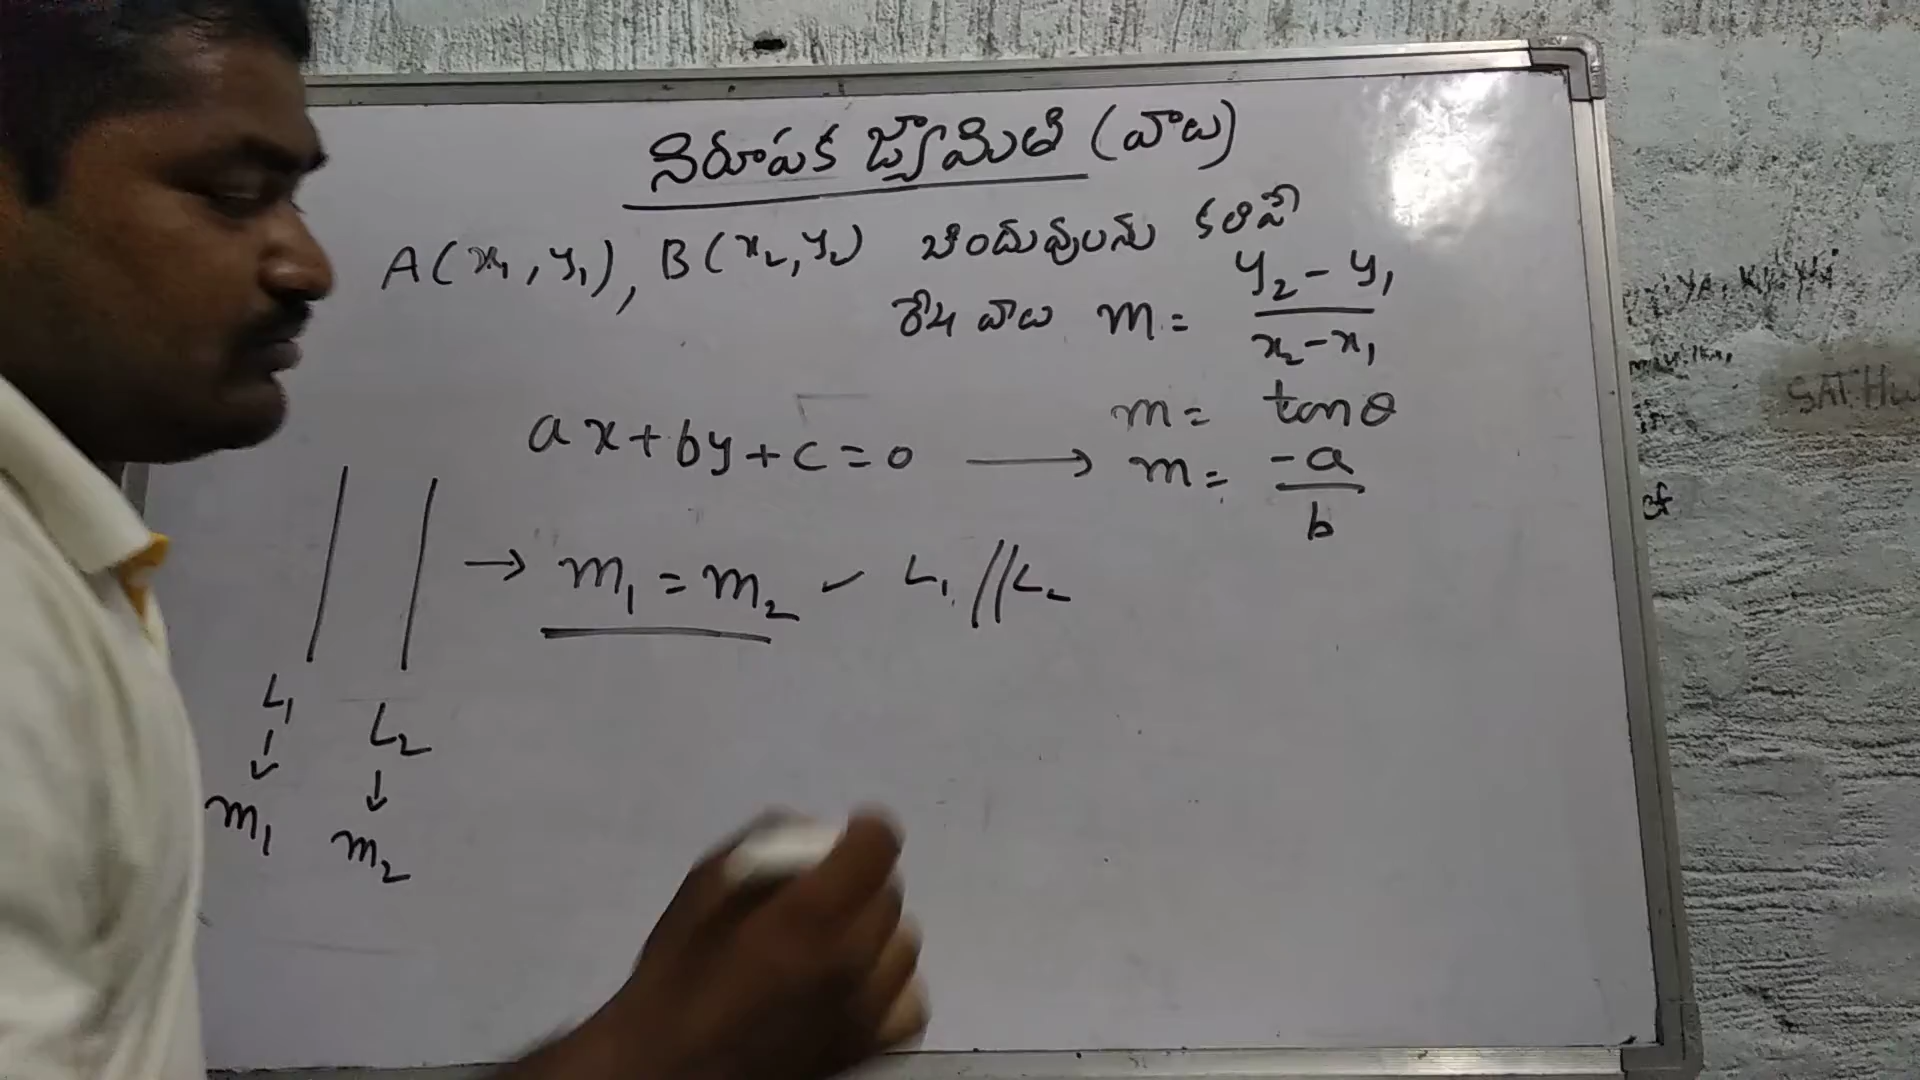 నిరూపక జ్యామితి (వాలు)
A(x₁, y₁), B(x₂, y₂) బిందువులను కలిపే
రేఖ వాలు m = (y₂ - y₁)/(x₂ - x₁)
m = tan θ
ax + by + c = 0 → m = -a/b
→ m₁ = m₂ ✓ L₁ // L₂
L₁ L₂
↓ ↓
m₁ m₂